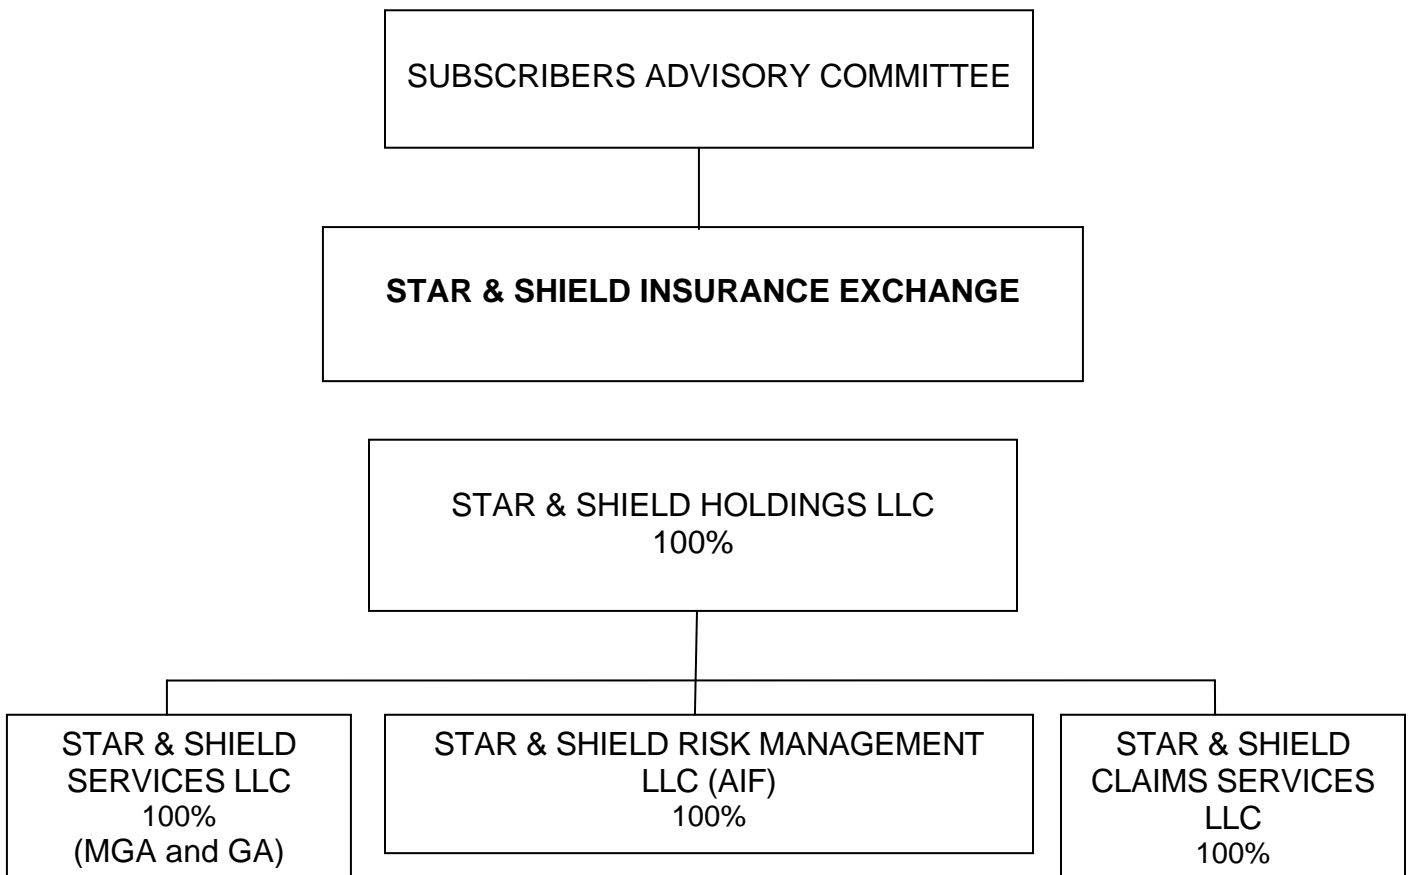 SUBSCRIBERS ADVISORY COMMITTEE
STAR & SHIELD INSURANCE EXCHANGE
STAR & SHIELD HOLDINGS LLC
100%
STAR & SHIELD
SERVICES LLC
100%
(MGA and GA)
STAR & SHIELD RISK MANAGEMENT
LLC (AIF)
100%
STAR & SHIELD
CLAIMS SERVICES
LLC
100%